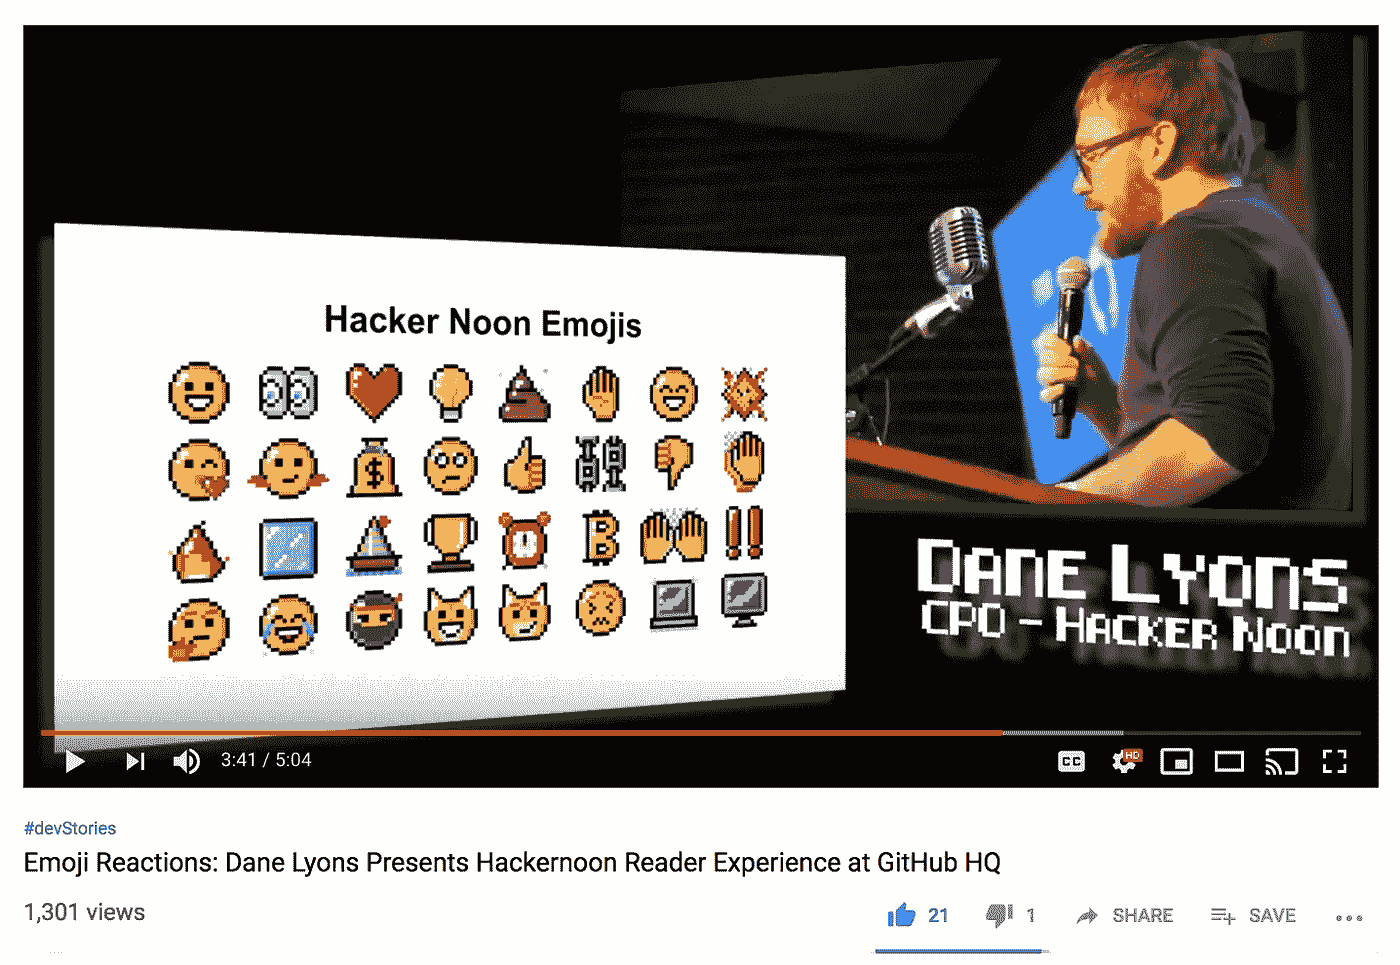 Hacker Noon Emojis
$
DANE LYONS
CPO - HACKER NOON
3:41 / 5:04
CC
HD
#devStories
Emoji Reactions: Dane Lyons Presents Hackernoon Reader Experience at GitHub HQ
1,301 views
21
1
SHARE
SAVE